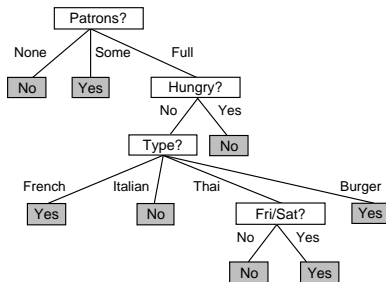 Patrons?
None Some Full
No Yes Hungry?
No Yes
Type? No
French Italian Thai Burger
Yes No Fri/Sat? Yes
No Yes
No Yes